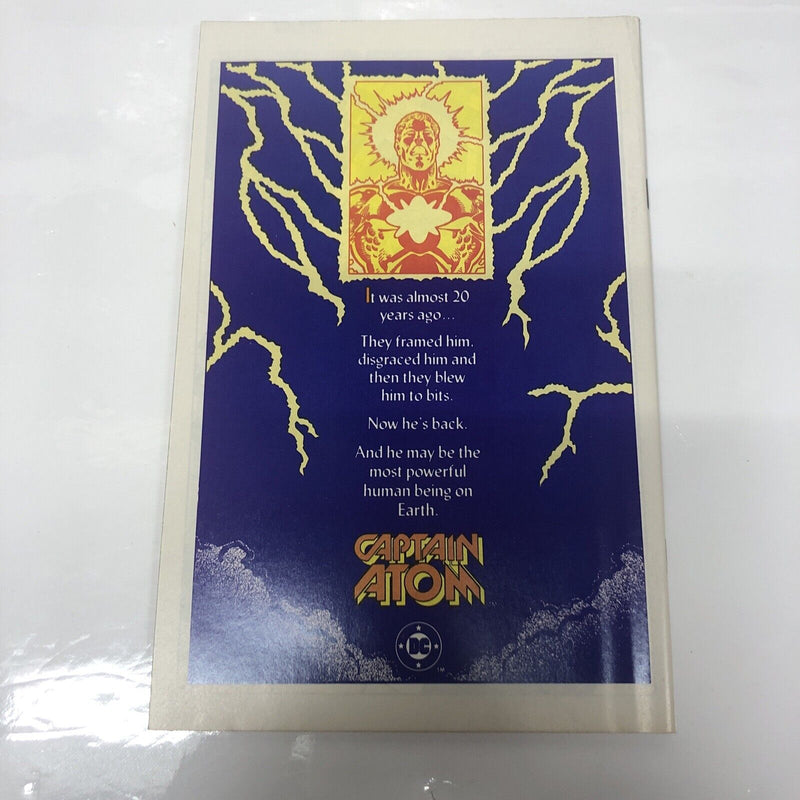 It was almost 20
years ago...
They framed him,
disgraced him and
then they blew
him to bits.
Now he's back.
And he may be the
most powerful
human being on
Earth.
CAPTAIN
ATOM
DC
TM